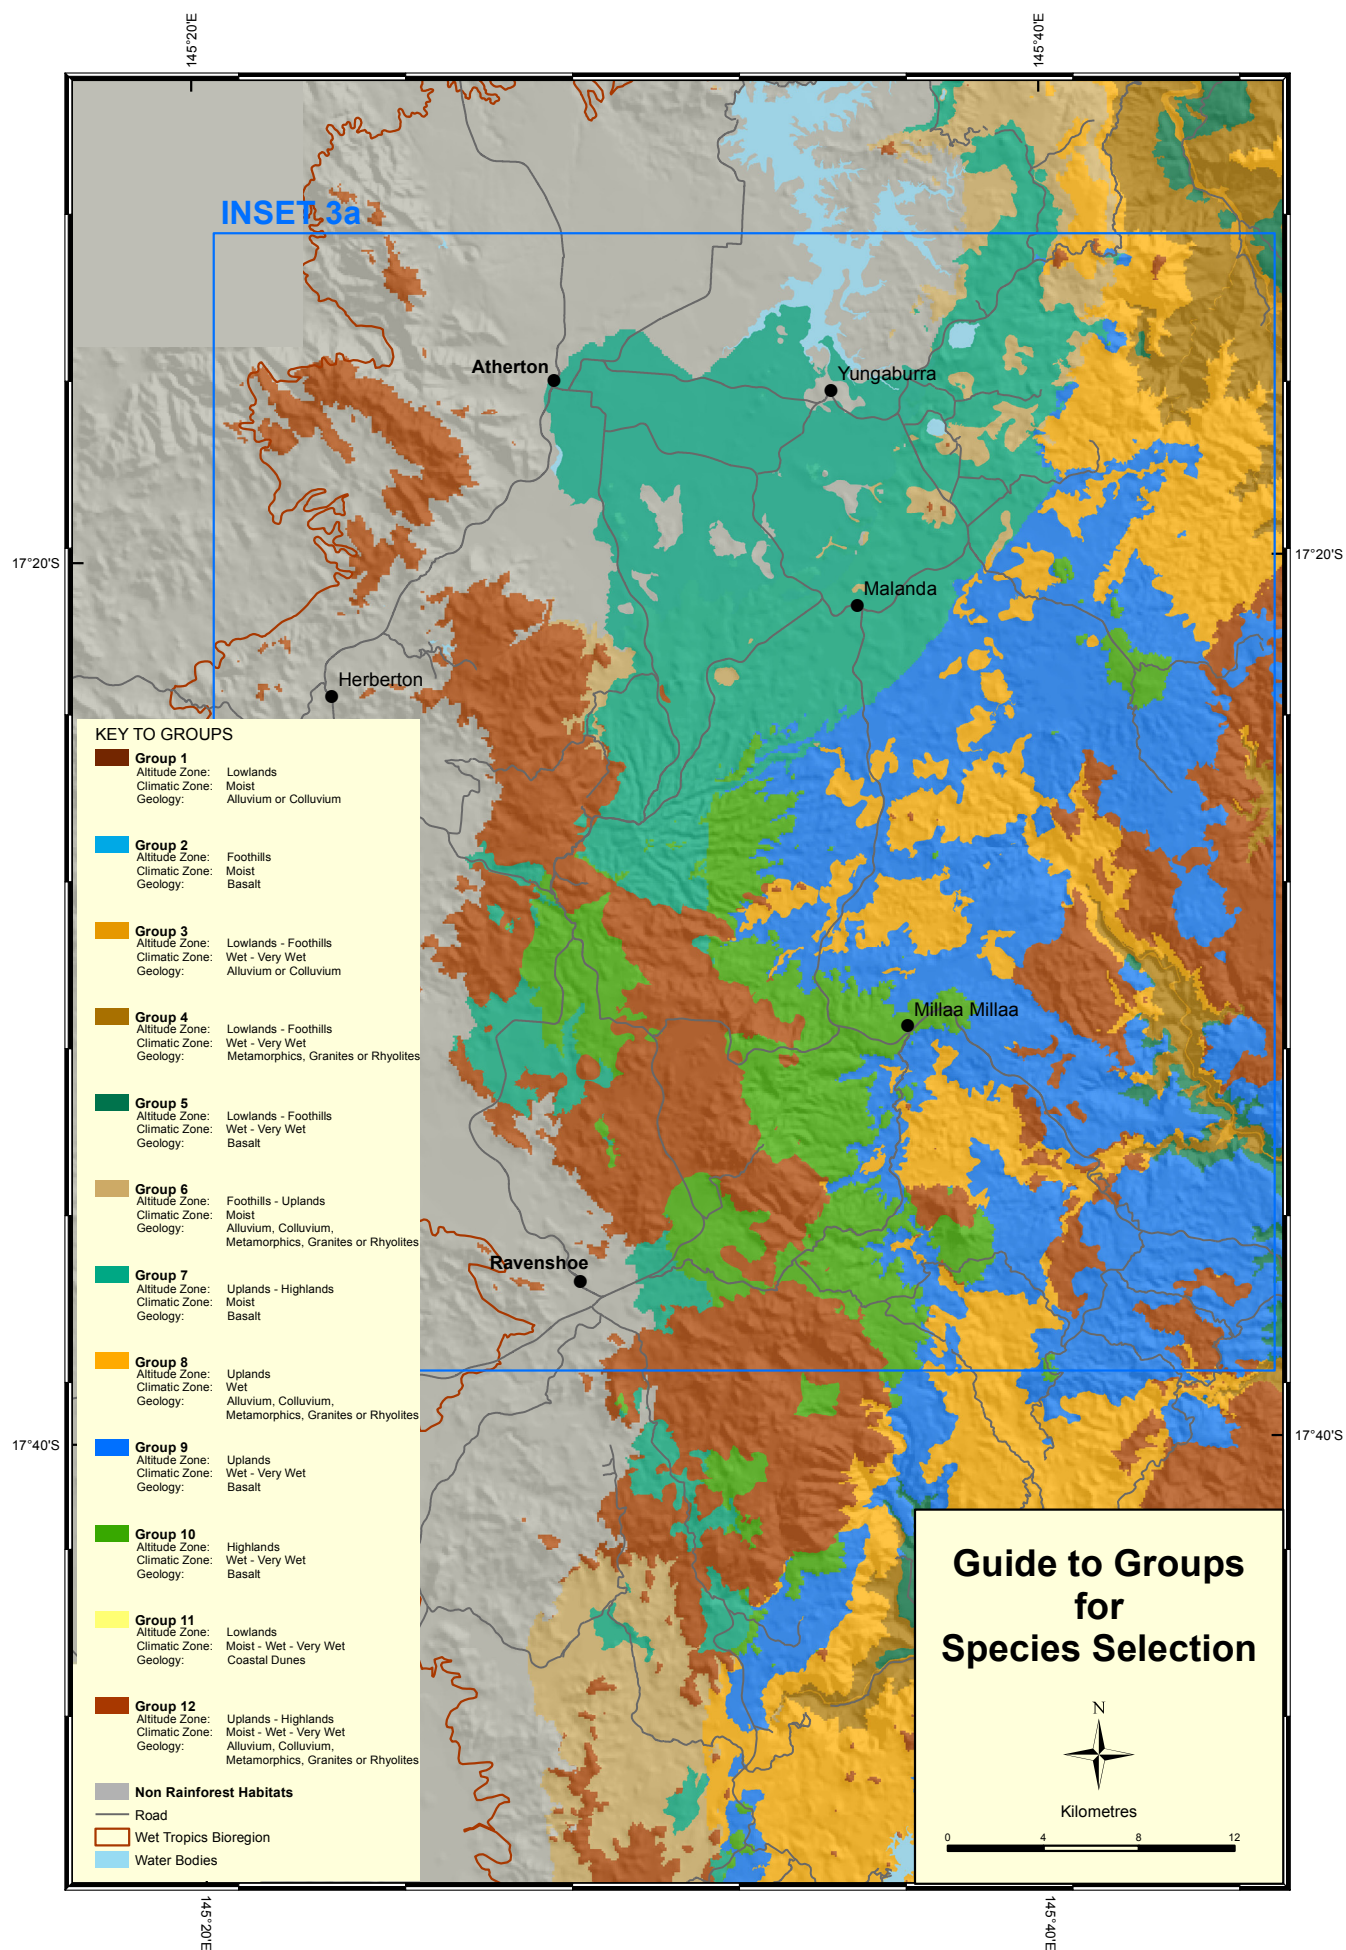 145°20'E
145°40'E
INSET 3a
Atherton
Yungaburra
17°20'S
17°20'S
Malanda
Herberton
KEY TO GROUPS
Group 1
Altitude Zone: Lowlands
Climatic Zone: Moist
Geology: Alluvium or Colluvium
Group 2
Altitude Zone: Foothills
Climatic Zone: Moist
Geology: Basalt
Group 3
Altitude Zone: Lowlands - Foothills
Climatic Zone: Wet - Very Wet
Geology: Alluvium or Colluvium
Group 4
Altitude Zone: Lowlands - Foothills
Climatic Zone: Wet - Very Wet
Geology: Metamorphics, Granites or Rhyolites
Group 5
Altitude Zone: Lowlands - Foothills
Climatic Zone: Wet - Very Wet
Geology: Basalt
Group 6
Altitude Zone: Foothills - Uplands
Climatic Zone: Moist
Geology: Alluvium, Colluvium,
Metamorphics, Granites or Rhyolites
Group 7
Altitude Zone: Uplands - Highlands
Climatic Zone: Moist
Geology: Basalt
Group 8
Altitude Zone: Uplands
Climatic Zone: Wet
Geology: Alluvium, Colluvium,
Metamorphics, Granites or Rhyolites
Group 9
Altitude Zone: Uplands
Climatic Zone: Wet - Very Wet
Geology: Basalt
Group 10
Altitude Zone: Highlands
Climatic Zone: Wet - Very Wet
Geology: Basalt
Group 11
Altitude Zone: Lowlands
Climatic Zone: Moist - Wet - Very Wet
Geology: Coastal Dunes
Group 12
Altitude Zone: Uplands - Highlands
Climatic Zone: Moist - Wet - Very Wet
Geology: Alluvium, Colluvium,
Metamorphics, Granites or Rhyolites
Non Rainforest Habitats
Road
Wet Tropics Bioregion
Water Bodies
Millaa Millaa
Ravenshoe
17°40'S
17°40'S
Guide to Groups
for
Species Selection
N
Kilometres
0 4 8 12
145°20'E
145°40'E